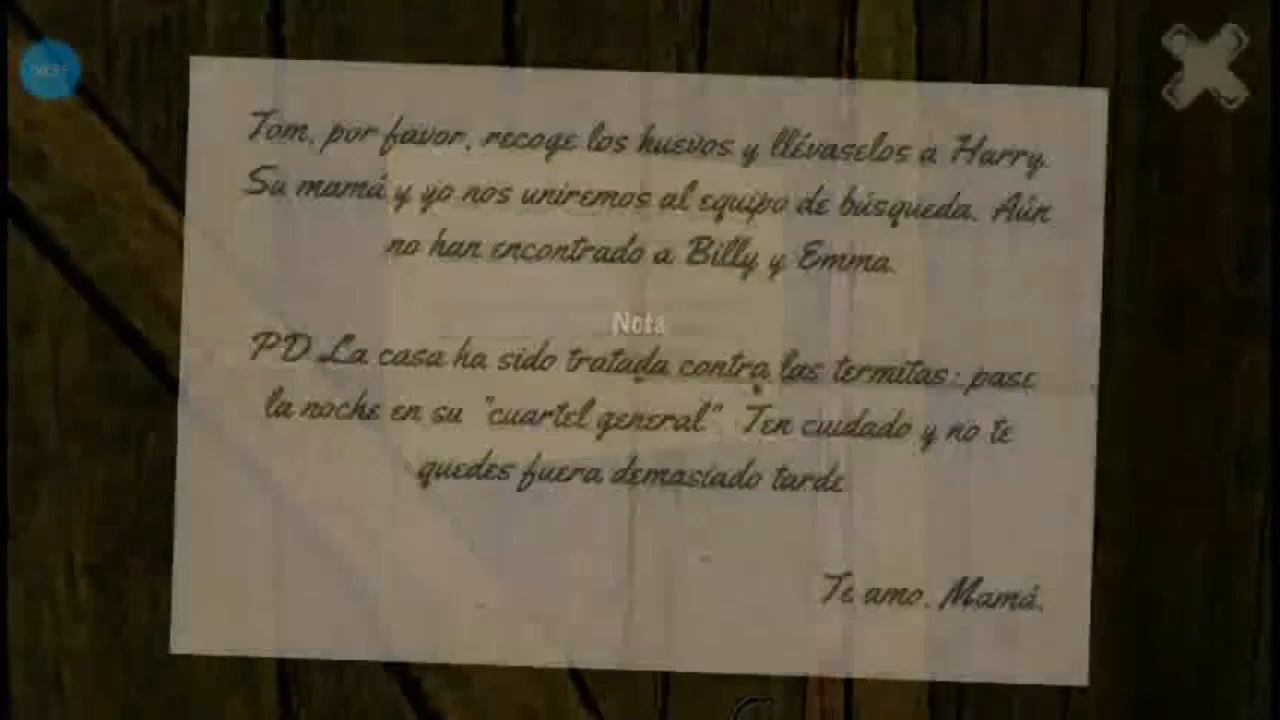 Tom, por favor, recoge los huevos y llévaselos a Harry.
Su mamá y yo nos uniremos al equipo de búsqueda. Aún
no han encontrado a Billy y Emma.
Nota
PD La casa ha sido tratada contra las termitas: pase
la noche en su "cuartel general". Ten cuidado y no te
quedes fuera demasiado tarde.
Te amo. Mamá.